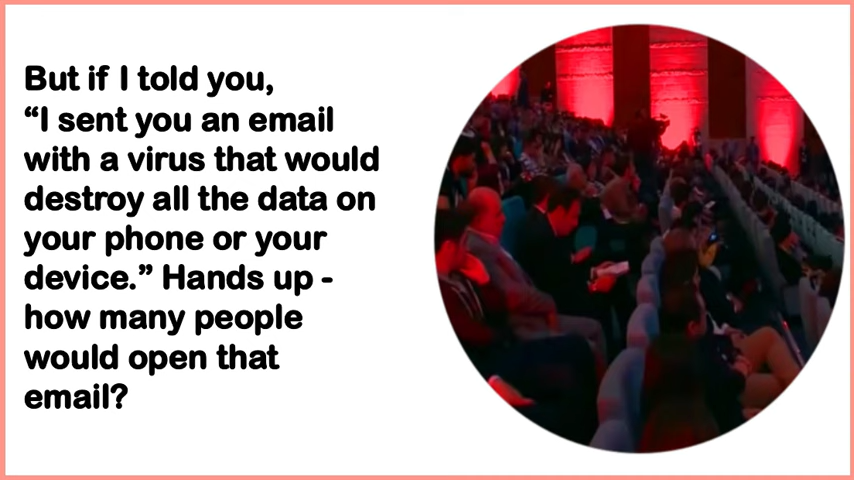 But if I told you,
“I sent you an email
with a virus that would
destroy all the data on
your phone or your
device.” Hands up -
how many people
would open that
email?